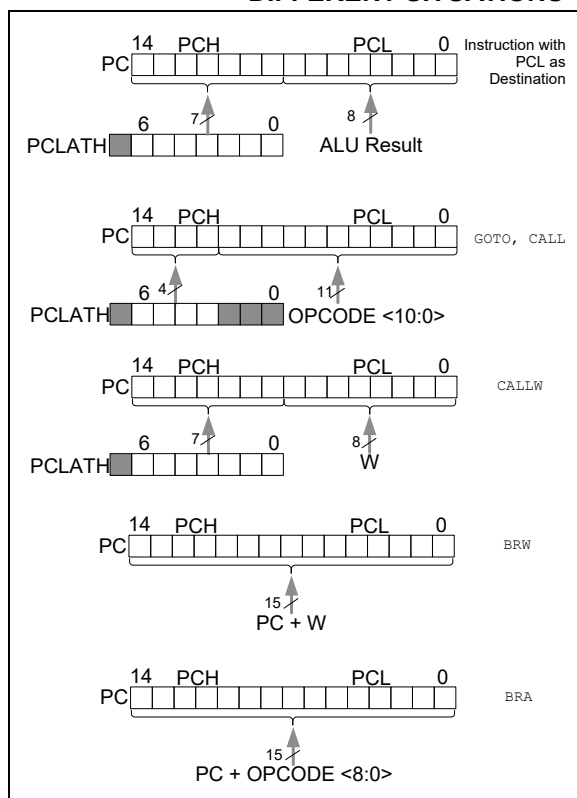 14 PCH PCL 0
PC
Instruction with
PCL as
Destination
7 8
6 0
PCLATH
ALU Result
14 PCH PCL 0
PC
GOTO, CALL
4 11
6 0
PCLATH
OPCODE <10:0>
14 PCH PCL 0
PC
CALLW
7 8
6 0
PCLATH
W
14 PCH PCL 0
PC
BRW
15
PC + W
14 PCH PCL 0
PC
BRA
15
PC + OPCODE <8:0>